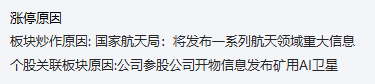 涨停原因
板块炒作原因: 国家航天局：将发布一系列航天领域重大信息
个股关联板块原因:公司参股公司开物信息发布矿用AI卫星